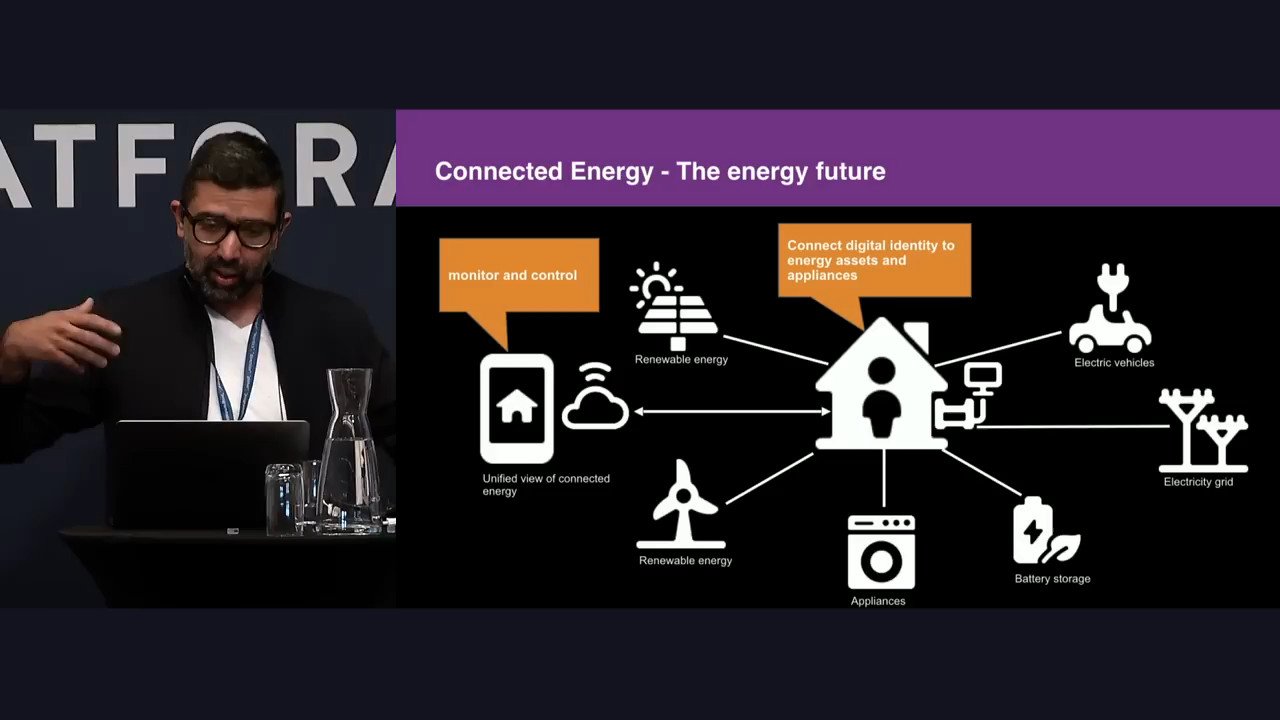 ATFORA
Connected Energy - The energy future
monitor and control
Connect digital identity to
energy assets and
appliances
Renewable energy
Electric vehicles
Unified view of connected
energy
Electricity grid
Renewable energy
Battery storage
Appliances